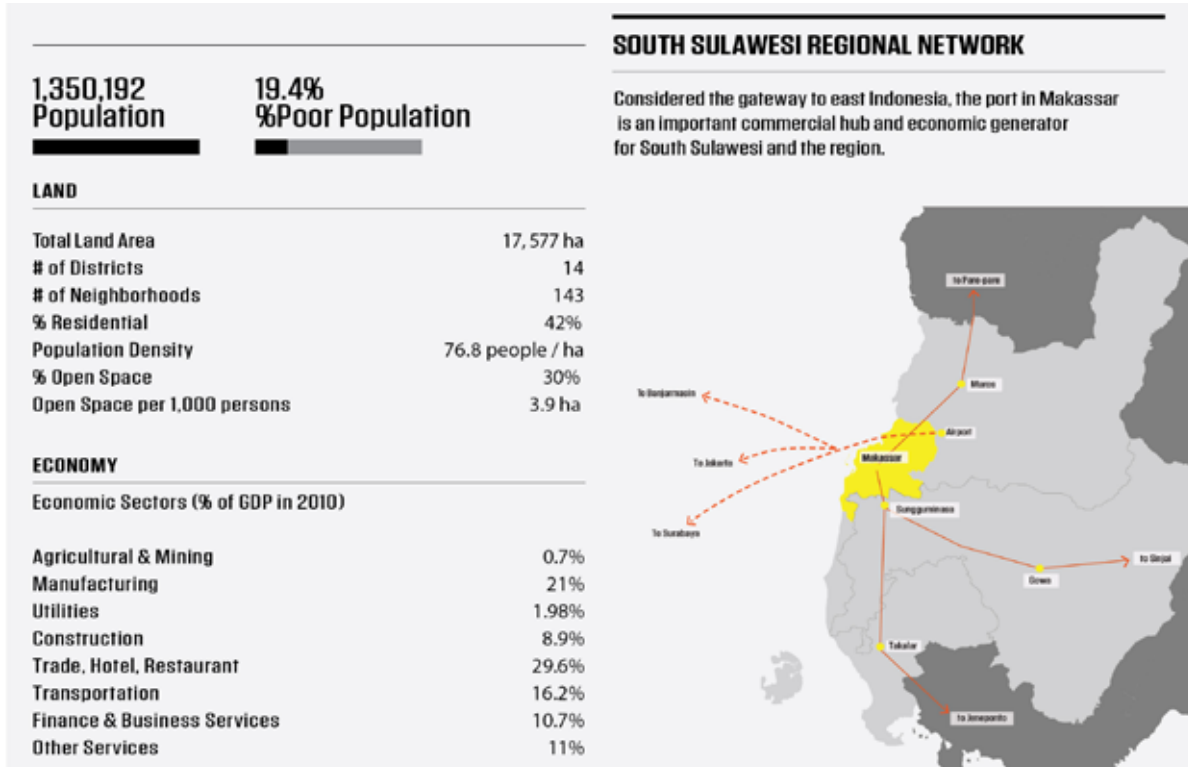 1,350,192
Population
19.4%
%Poor Population
LAND
Total Land Area 17,577 ha
# of Districts 14
# of Neighborhoods 143
% Residential 42%
Population Density 76.8 people / ha
% Open Space 30%
Open Space per 1,000 persons 3.9 ha
ECONOMY
Economic Sectors (% of GDP in 2010)
Agricultural & Mining 0.7%
Manufacturing 21%
Utilities 1.98%
Construction 8.9%
Trade, Hotel, Restaurant 29.6%
Transportation 16.2%
Finance & Business Services 10.7%
Other Services 11%
SOUTH SULAWESI REGIONAL NETWORK
Considered the gateway to east Indonesia, the port in Makassar
is an important commercial hub and economic generator
for South Sulawesi and the region.
to Pare-pare
Maros
To Banjarmasin
Airport
Makassar
To Jakarta
Sungguminasa
To Surabaya
to Sinjai
Gowa
Takalar
to Jeneponto